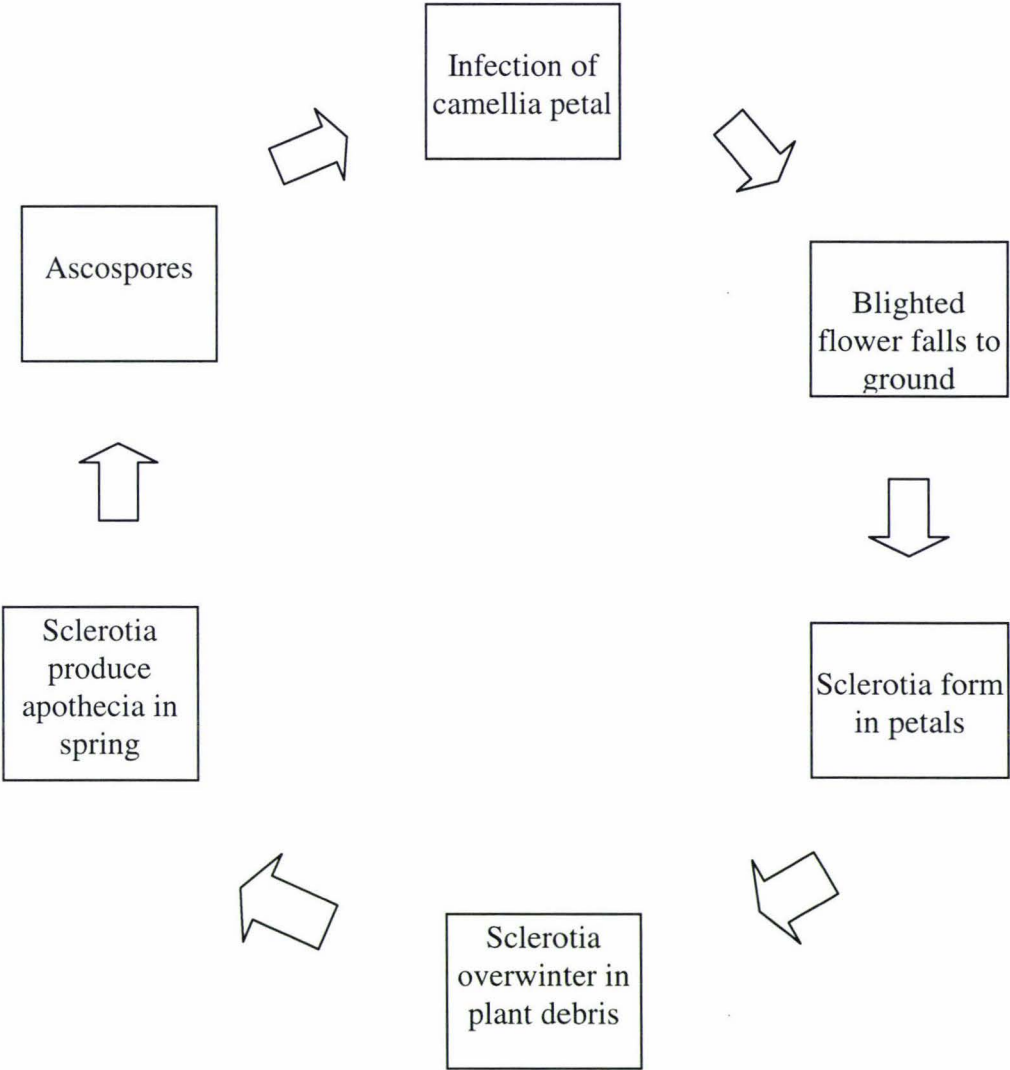 Infection of
camellia petal
Blighted
flower falls to
ground
Sclerotia form
in petals
Sclerotia
overwinter in
plant debris
Sclerotia
produce
apothecia in
spring
Ascospores